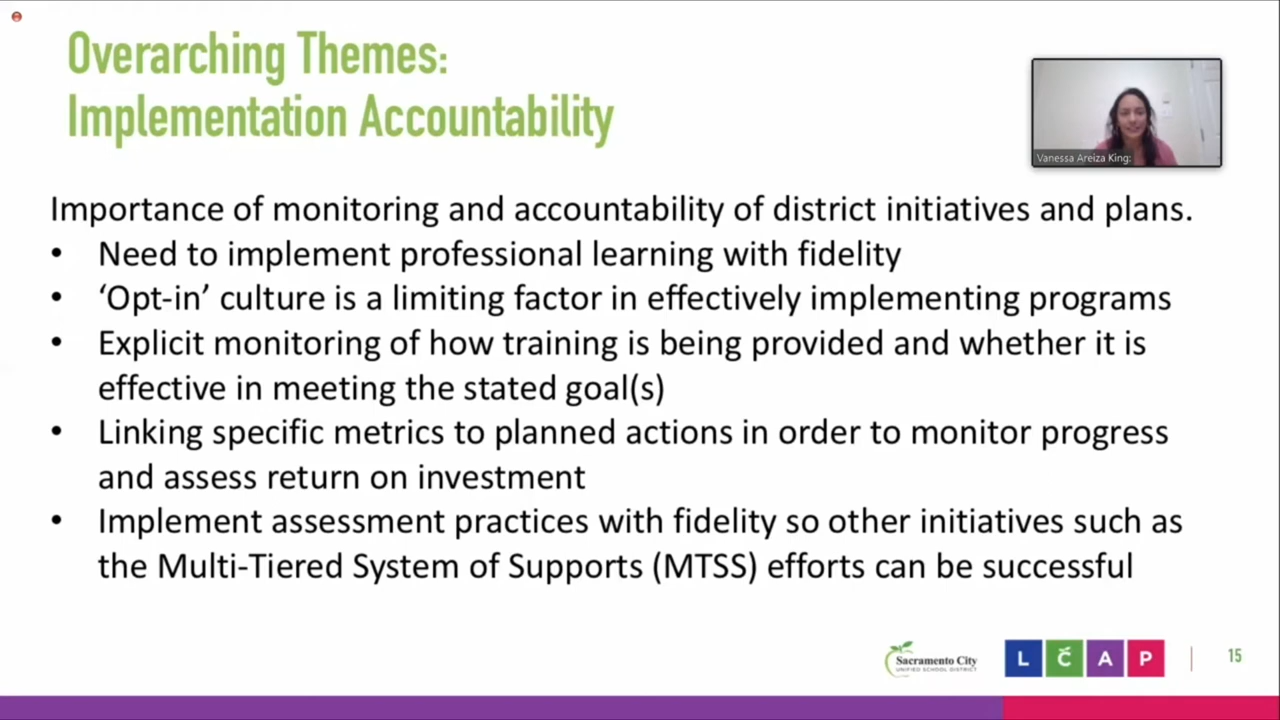 Overarching Themes:
Implementation Accountability
Vanessa Areiza King:
Importance of monitoring and accountability of district initiatives and plans.
• Need to implement professional learning with fidelity
• ‘Opt-in’ culture is a limiting factor in effectively implementing programs
• Explicit monitoring of how training is being provided and whether it is
effective in meeting the stated goal(s)
• Linking specific metrics to planned actions in order to monitor progress
and assess return on investment
• Implement assessment practices with fidelity so other initiatives such as
the Multi-Tiered System of Supports (MTSS) efforts can be successful
Sacramento City
UNIFIED SCHOOL DISTRICT
L C A P
15